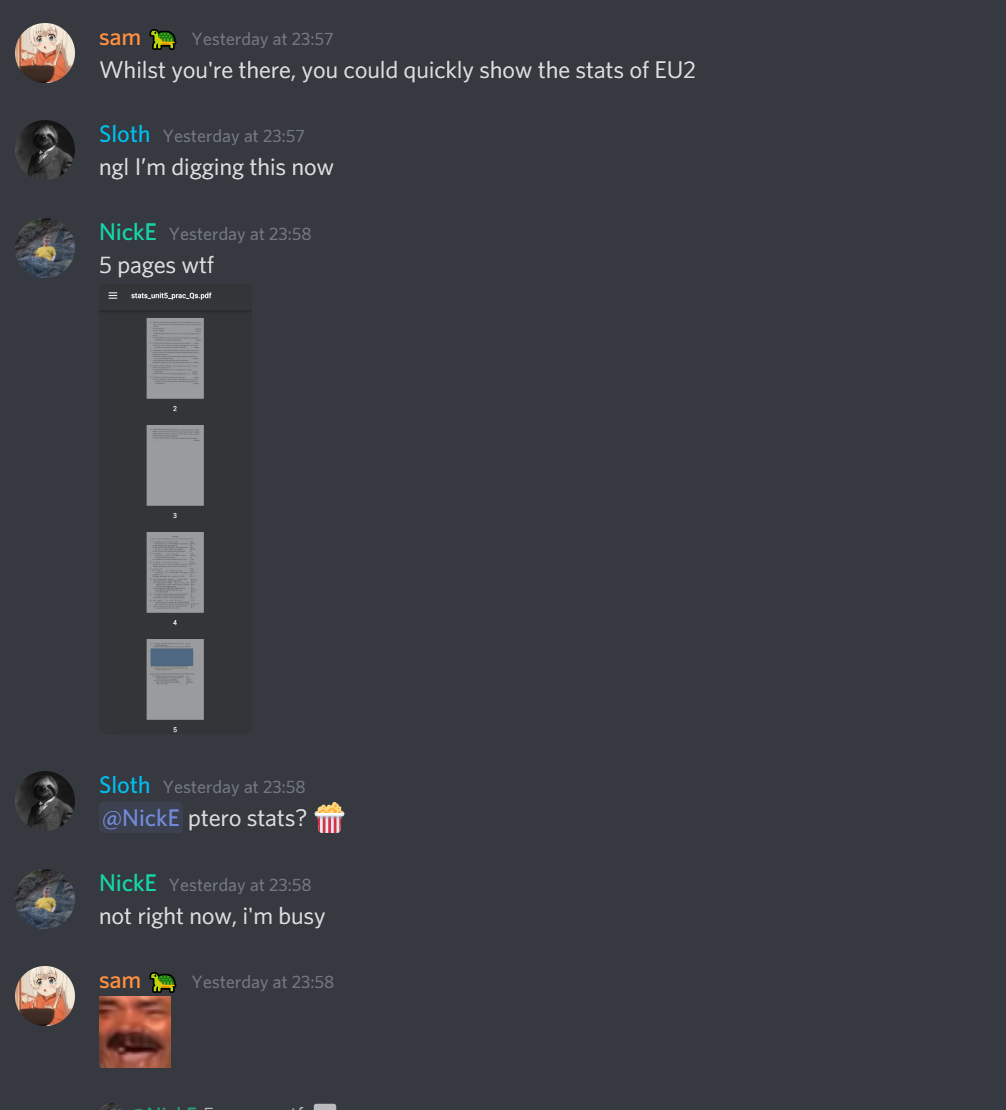 sam Yesterday at 23:57
Whilst you're there, you could quickly show the stats of EU2
Sloth Yesterday at 23:57
ngl I’m digging this now
NickE Yesterday at 23:58
5 pages wtf
stats_unit5_prac_Qs.pdf
2
3
4
5
Sloth Yesterday at 23:58
@NickE ptero stats?
NickE Yesterday at 23:58
not right now, i'm busy
sam Yesterday at 23:58